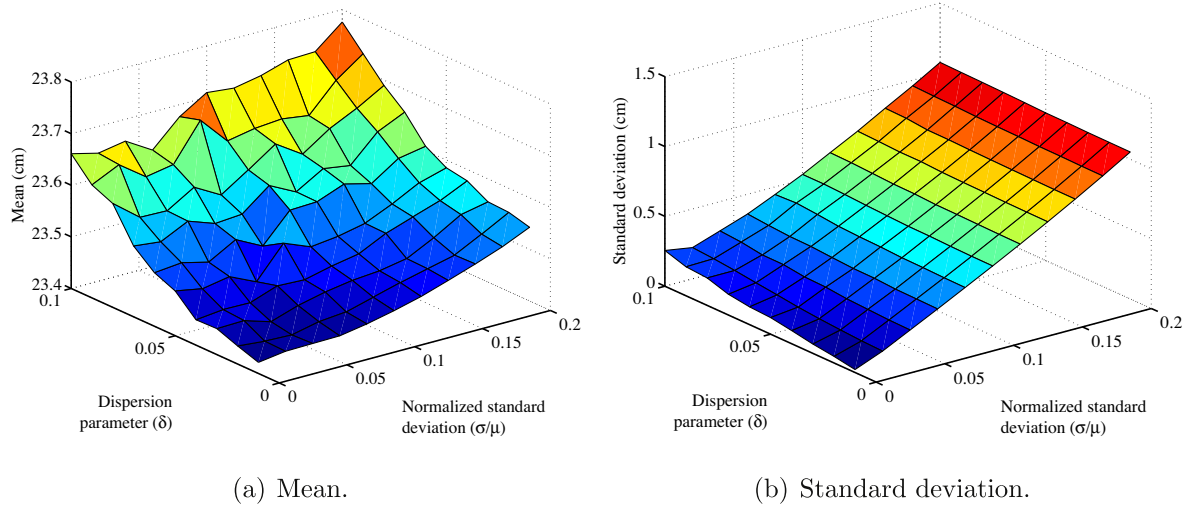 23.8
23.7
23.6
23.5
23.4
Mean (cm)
0.1
0.05
0
Dispersion
parameter (δ)
0
0.05
0.1
0.15
0.2
Normalized standard
deviation (σ/μ)
(a) Mean.
1.5
1
0.5
0
Standard deviation (cm)
0.1
0.05
0
Dispersion
parameter (δ)
0
0.05
0.1
0.15
0.2
Normalized standard
deviation (σ/μ)
(b) Standard deviation.